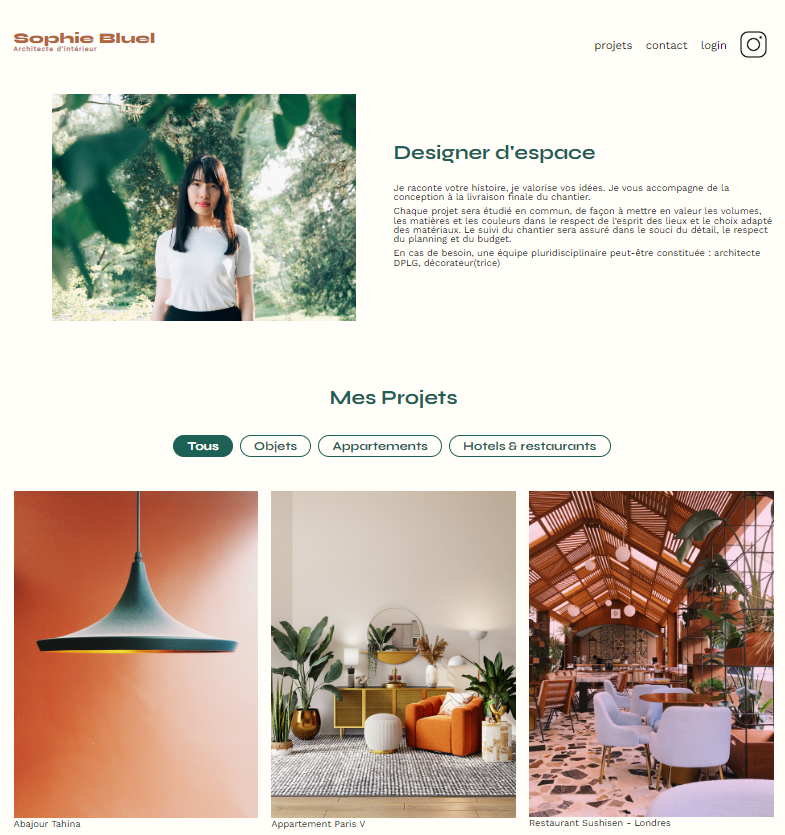 Sophie Bluel
Architecte d'intérieur
projets contact login
Designer d'espace
Je raconte votre histoire, je valorise vos idées. Je vous accompagne de la
conception à la livraison finale du chantier.
Chaque projet sera étudié en commun, de façon à mettre en valeur les volumes,
les matières et les couleurs dans le respect de l'esprit des lieux et le choix adapté
des matériaux. Le suivi du chantier sera assuré dans le souci du détail, le respect
du planning et du budget.
En cas de besoin, une équipe pluridisciplinaire peut-être constituée : architecte
DPLG, décorateur(trice)
Mes Projets
Tous Objets Appartements Hotels & restaurants
Abajour Tahina
Appartement Paris V
Restaurant Sushisen - Londres